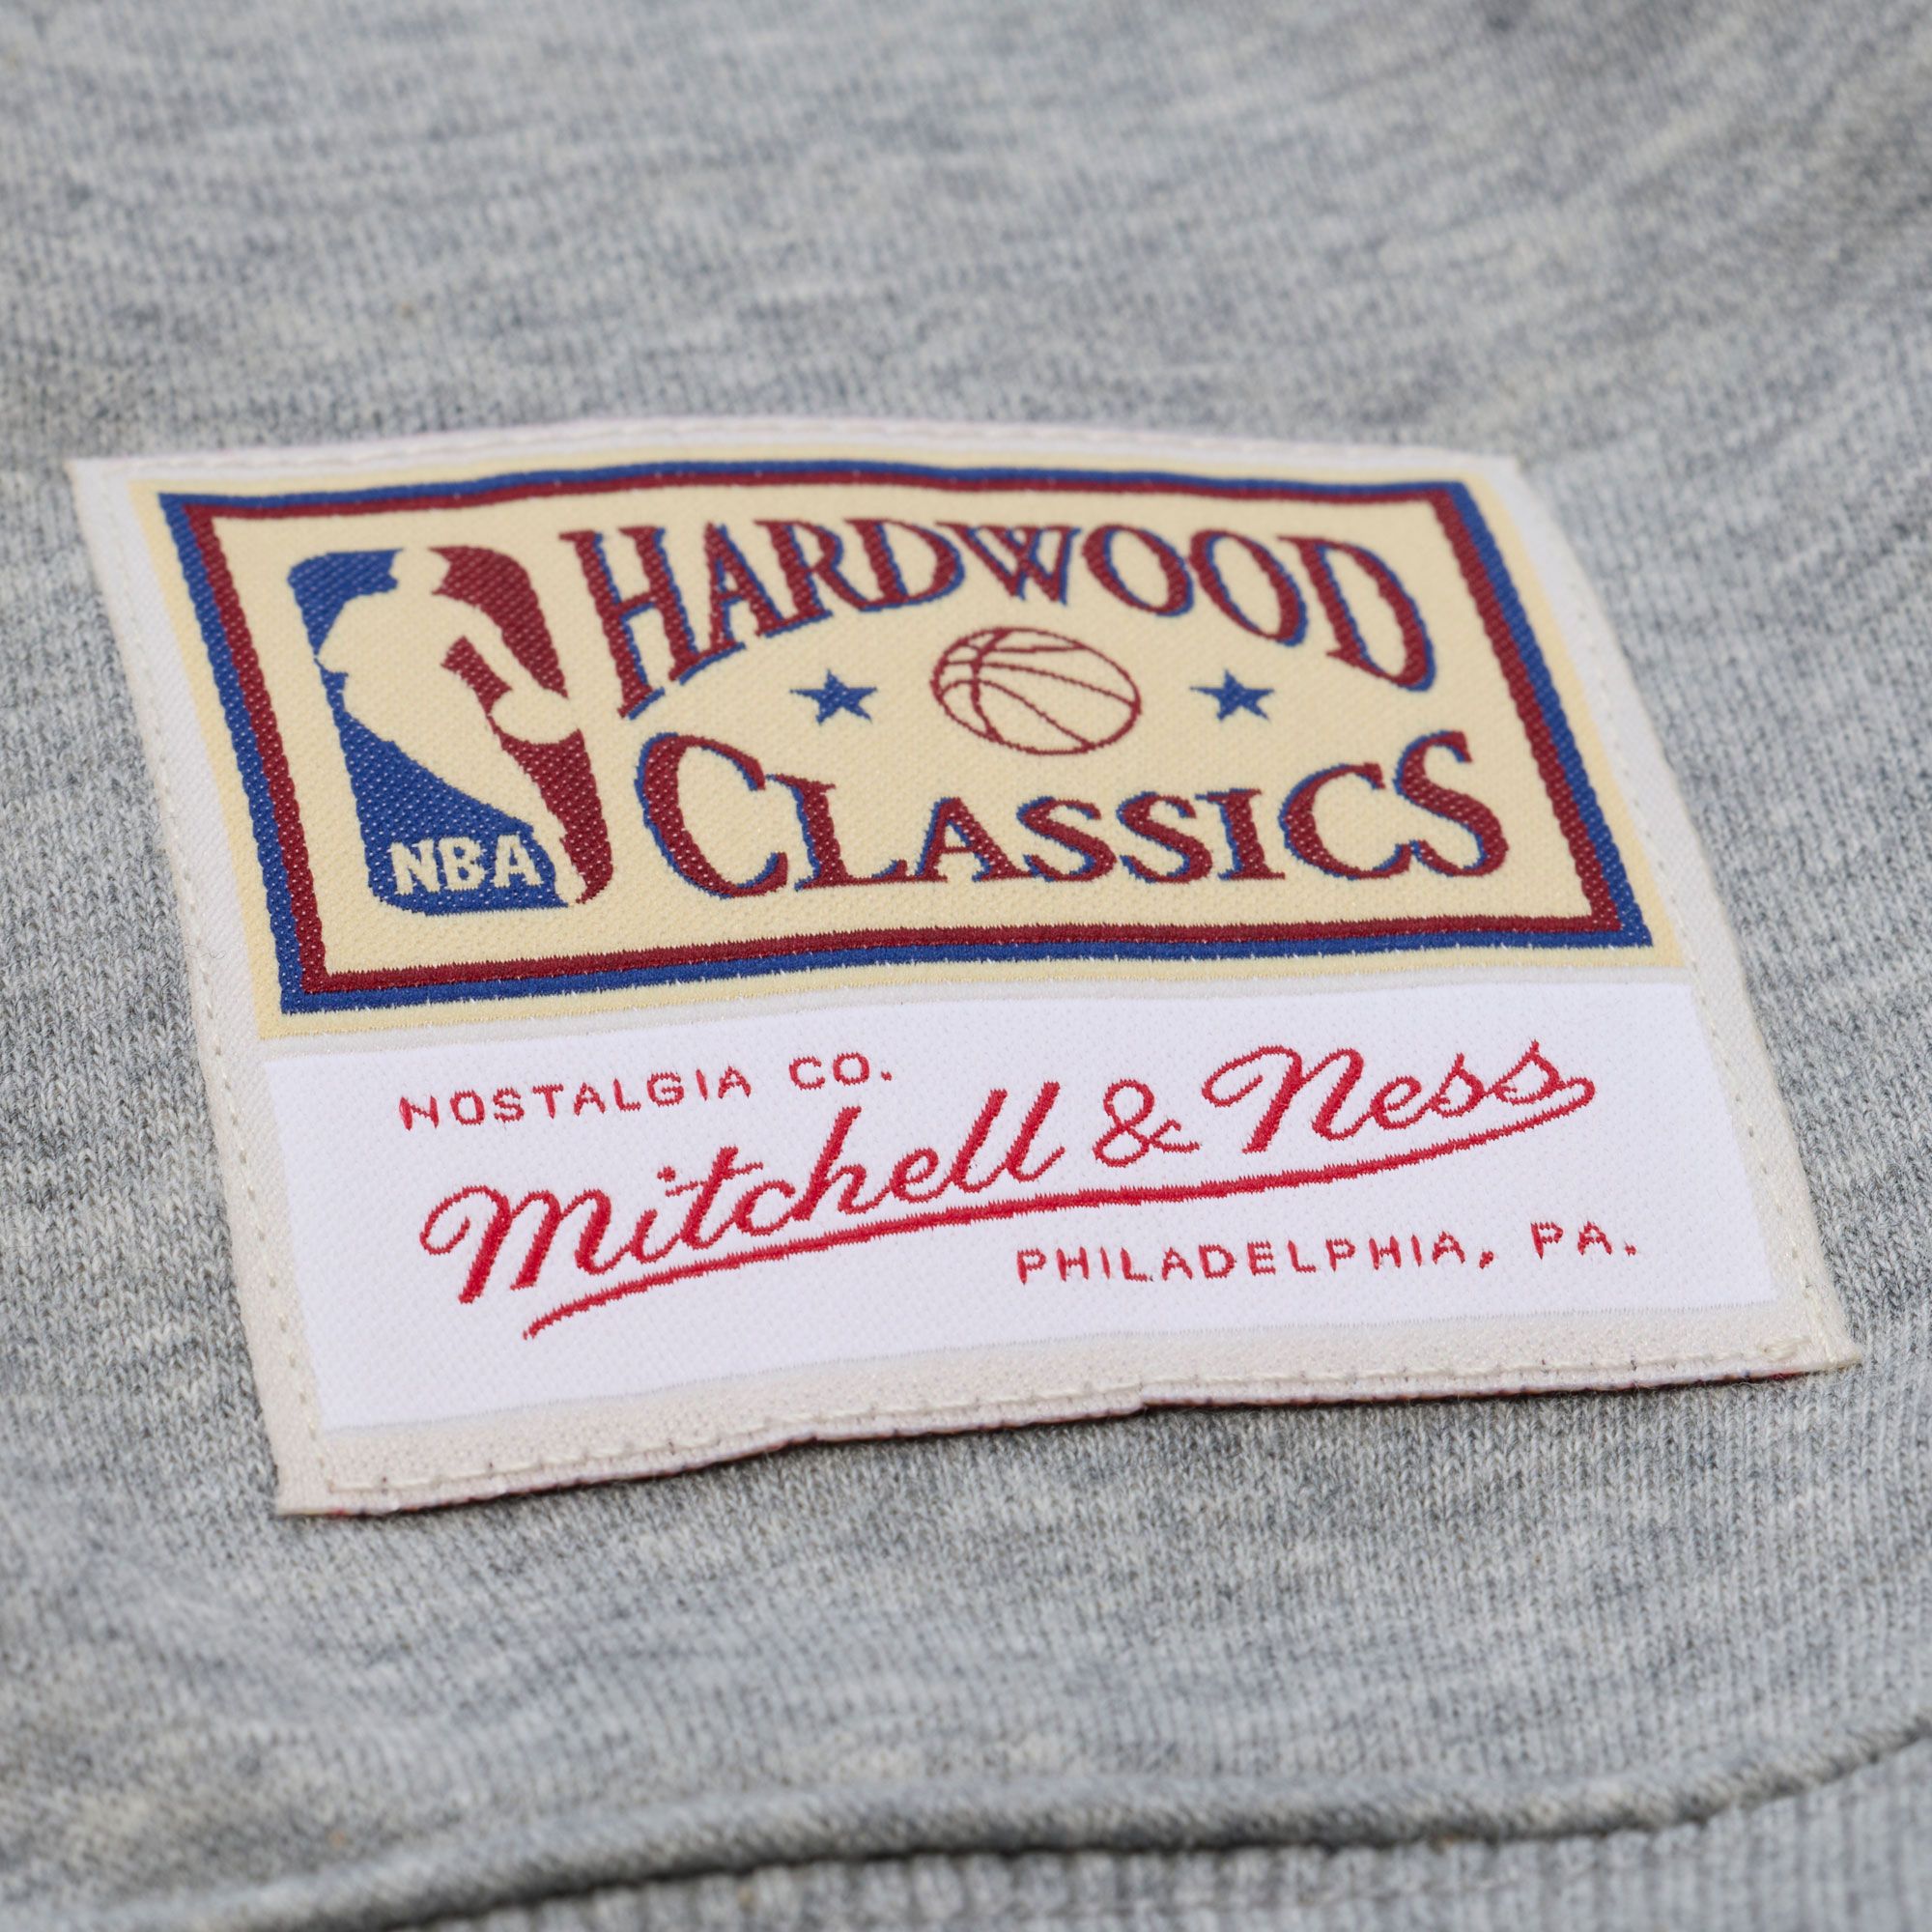 HARDWOOD
CLASSICS
NBA
NOSTALGIA CO.
Mitchell & Ness
PHILADELPHIA, PA.